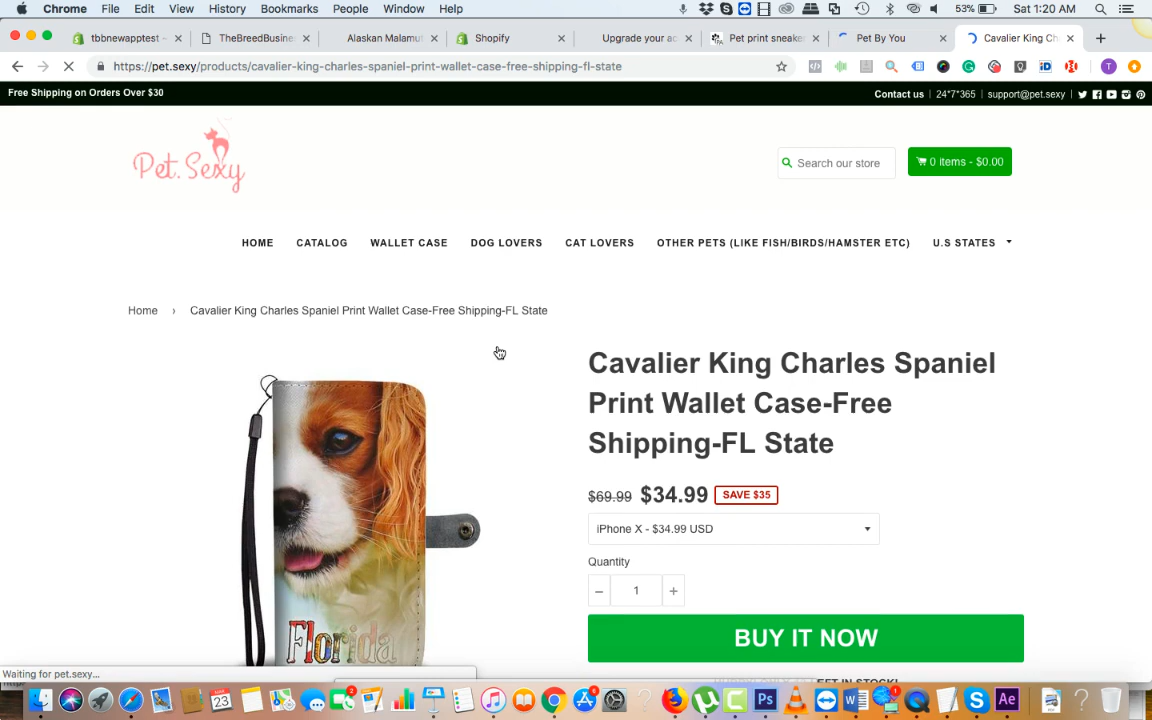 Chrome File Edit View History Bookmarks People Window Help 53% Sat 1:20 AM
tbbnewapptest – TheBreedBusine Alaskan Malamut Shopify Upgrade your ac Pet print sneake Pet By You Cavalier King Ch
https://pet.sexy/products/cavalier-king-charles-spaniel-print-wallet-case-free-shipping-fl-state
Free Shipping on Orders Over $30 Contact us | 24*7*365 | support@pet.sexy
Pet.Sexy
Search our store 0 items - $0.00
HOME CATALOG WALLET CASE DOG LOVERS CAT LOVERS OTHER PETS (LIKE FISH/BIRDS/HAMSTER ETC) U.S STATES
Home › Cavalier King Charles Spaniel Print Wallet Case-Free Shipping-FL State
Cavalier King Charles Spaniel
Print Wallet Case-Free
Shipping-FL State
$69.99 $34.99 SAVE $35
iPhone X - $34.99 USD
Quantity
– 1 +
BUY IT NOW
Florida
Waiting for pet.sexy...